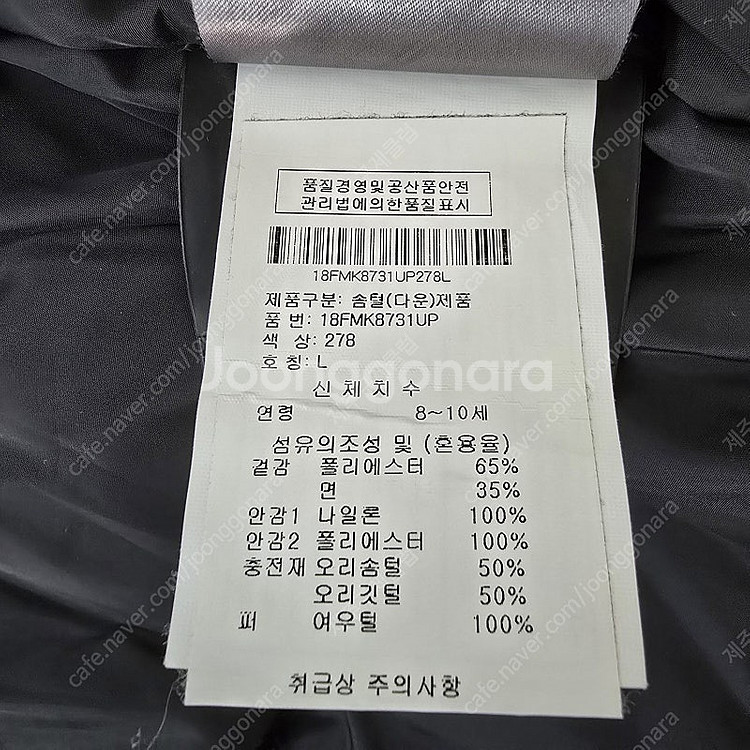 품질경영및공산품안전
관리법에의한품질표시
18FMK8731UP278L
제품구분: 솜털(다운)제품
품 번: 18FMK8731UP
색 상: 278
호 칭: L
Joonggonara
신 체 치 수
연령 8~10세
섬유의조성 및 (혼용율)
겉감 폴리에스터 65%
면 35%
안감1 나일론 100%
안감2 폴리에스터 100%
충전재 오리솜털 50%
오리깃털 50%
퍼 여우털 100%
취급상 주의사항
cafe.naver.com/joonggonara